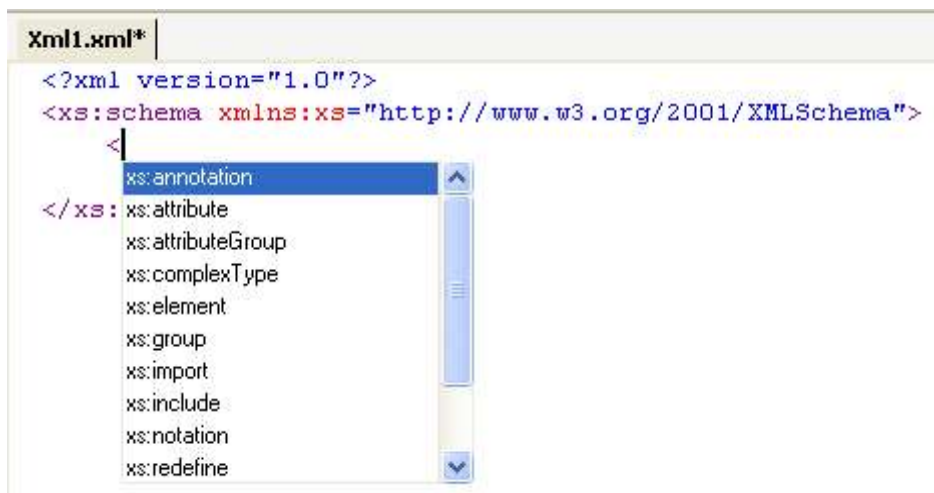 Xml1.xml*
<?xml version="1.0"?>
<xs:schema xmlns:xs="http://www.w3.org/2001/XMLSchema">
<
xs:annotation
</xs: xs:attribute
xs:attributeGroup
xs:complexType
xs:element
xs:group
xs:import
xs:include
xs:notation
xs:redefine